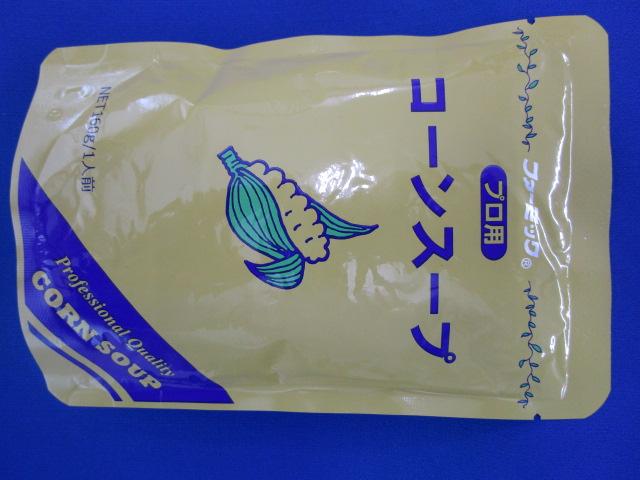 ファーミック®
プロ用
コーンスープ
NET160g/1人前
Professional Quality
CORN SOUP